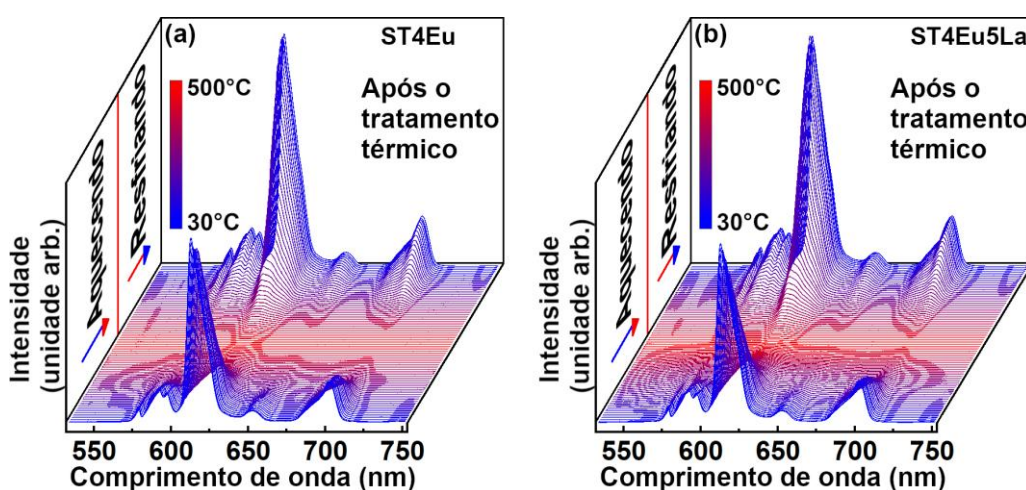 (a)
ST4Eu
500°C
30°C
Após o
tratamento
térmico
Aquecendo
Resfriando
Intensidade
(unidade arb.)
550 600 650 700 750
Comprimento de onda (nm)
(b)
ST4Eu5La
500°C
30°C
Após o
tratamento
térmico
Aquecendo
Resfriando
Intensidade
(unidade arb.)
550 600 650 700 750
Comprimento de onda (nm)